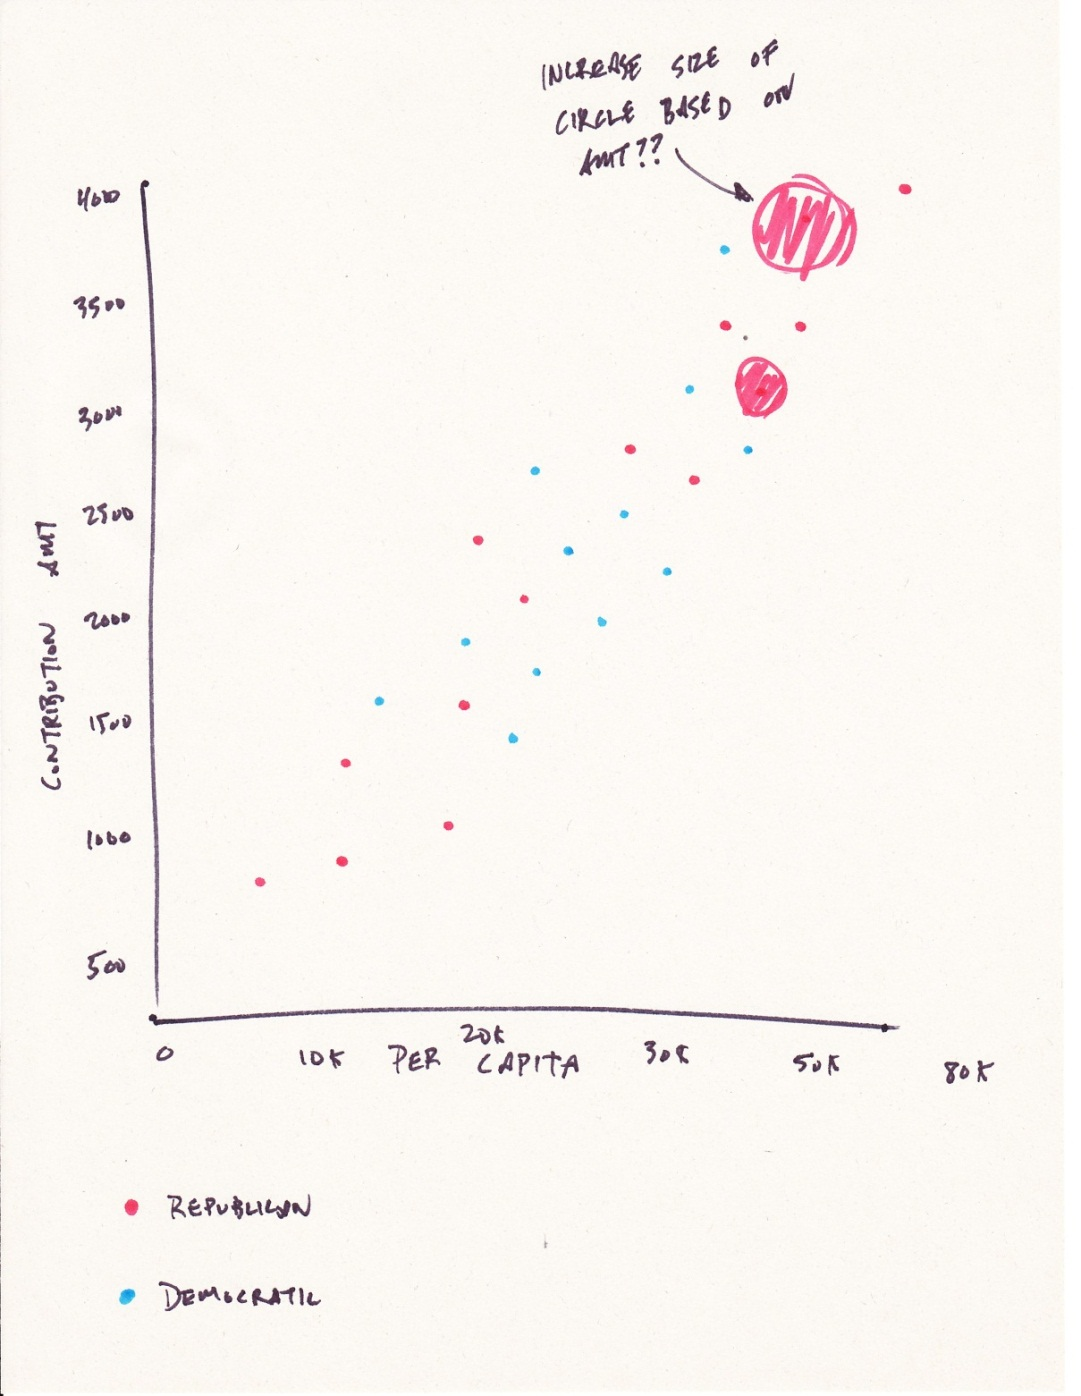 INCREASE SIZE OF
CIRCLE BASED ON
AMT??
4000
3500
3000
2500
2000
1500
1000
500
CONTRIBUTION AMT
0 10K 20K 30K 50K 80K
PER CAPITA
REPUBLICAN
DEMOCRATIC